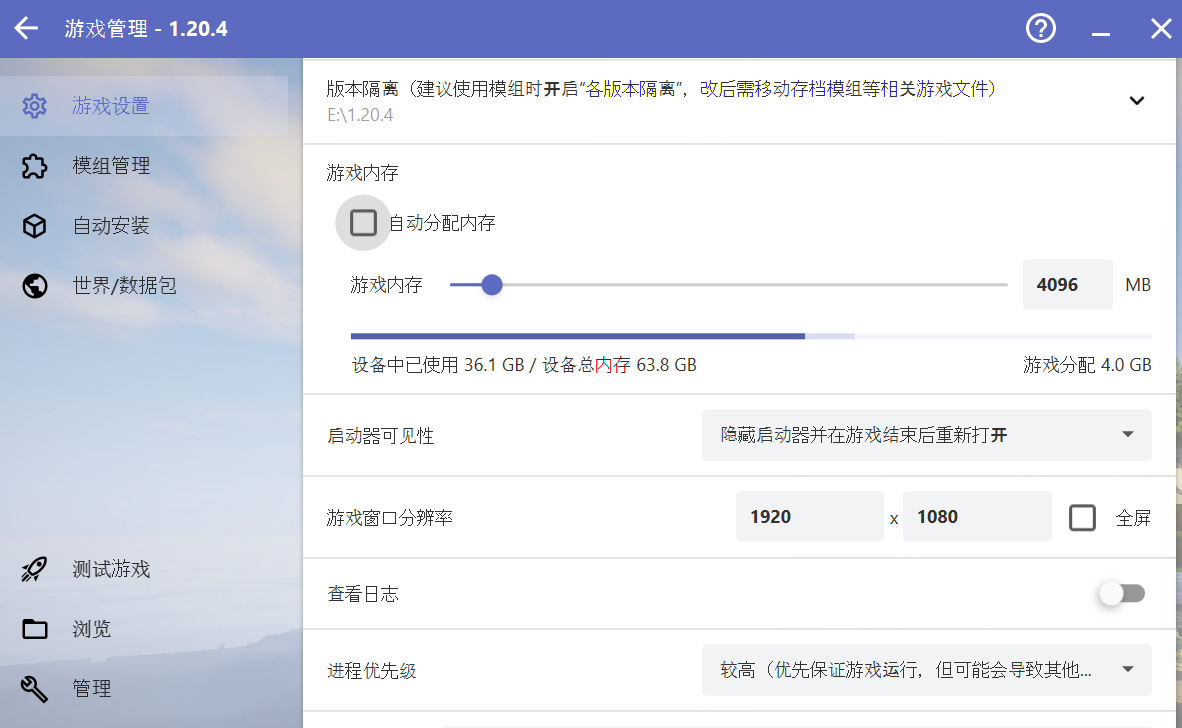 游戏管理 - 1.20.4
游戏设置
模组管理
自动安装
世界/数据包
测试游戏
浏览
管理
版本隔离（建议使用模组时开启“各版本隔离”，改后需移动存档模组等相关游戏文件）
E:\1.20.4
游戏内存
自动分配内存
游戏内存
4096 MB
设备中已使用 36.1 GB / 设备总内存 63.8 GB
游戏分配 4.0 GB
启动器可见性
隐藏启动器并在游戏结束后重新打开
游戏窗口分辨率
1920 x 1080
全屏
查看日志
进程优先级
较高（优先保证游戏运行，但可能会导致其他...